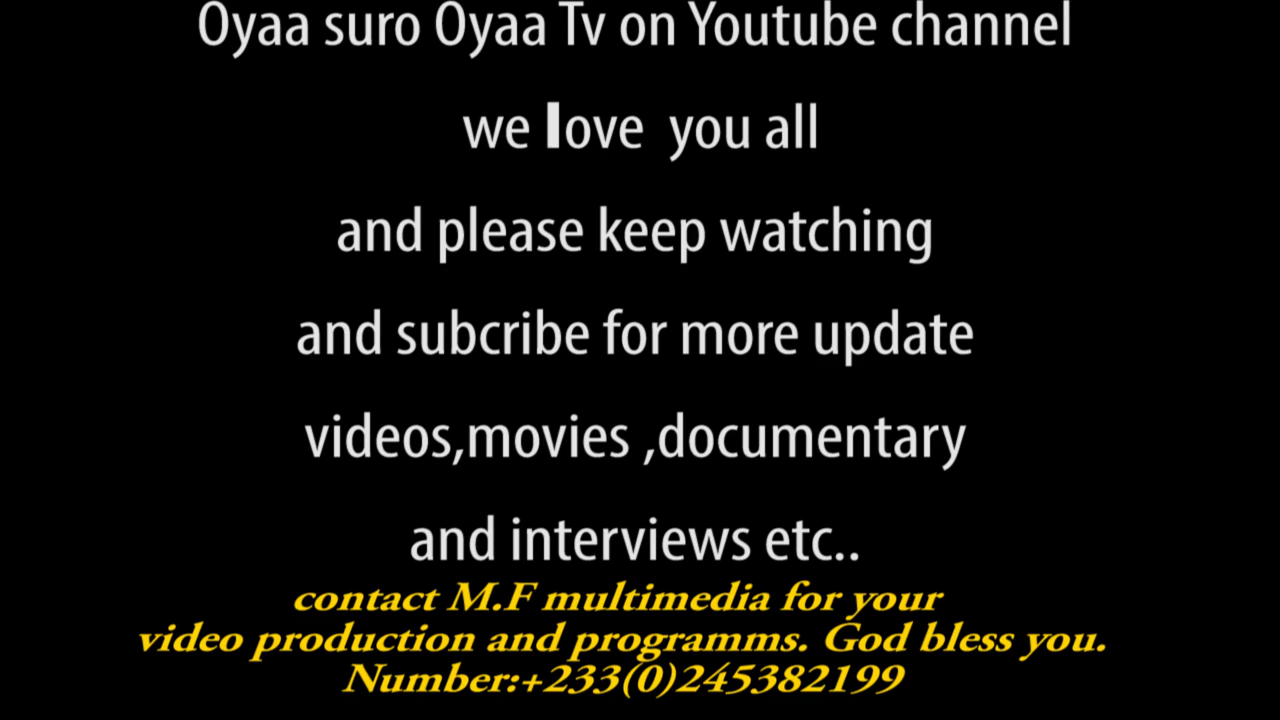 Oyaa suro Oyaa Tv on Youtube channel
we love you all
and please keep watching
and subcribe for more update
videos,movies ,documentary
and interviews etc..
contact M.F multimedia for your
video production and programms. God bless you.
Number:+233(0)245382199